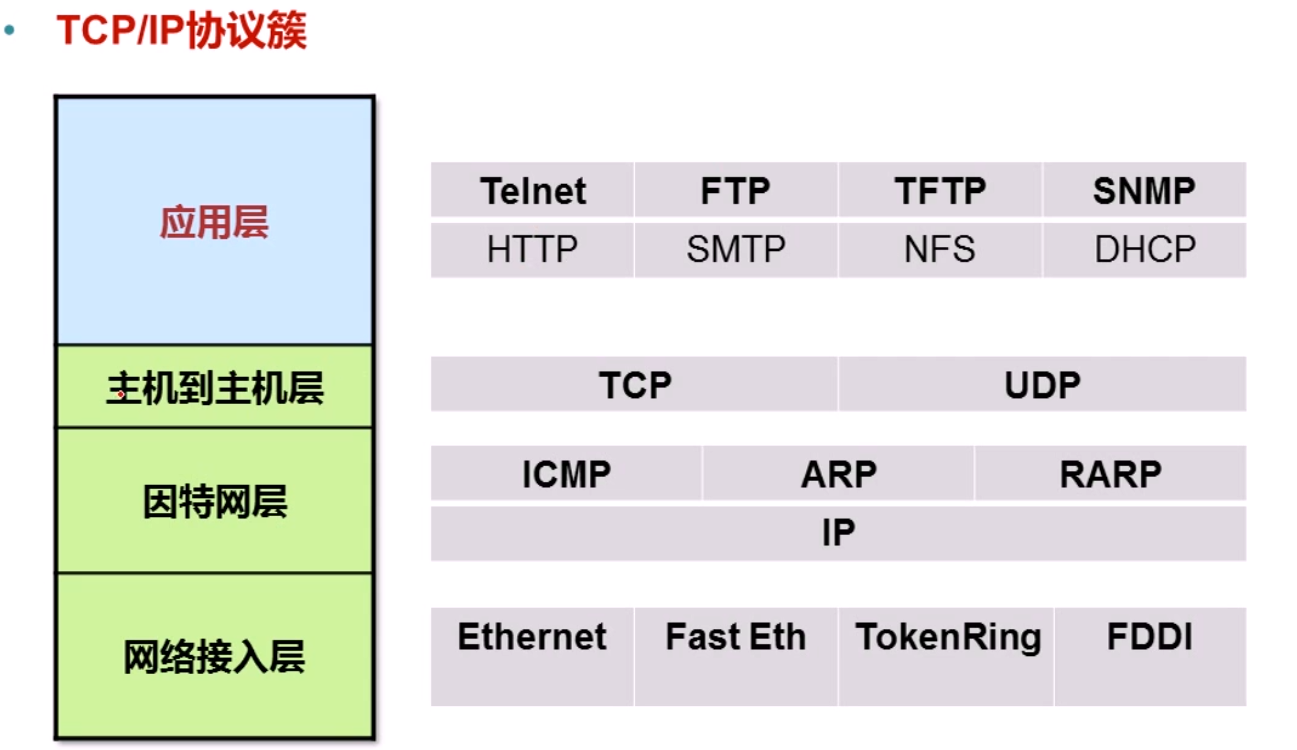 TCP/IP协议簇
应用层
Telnet FTP TFTP SNMP
HTTP SMTP NFS DHCP
主机到主机层
TCP UDP
因特网层
ICMP ARP RARP
IP
网络接入层
Ethernet Fast Eth TokenRing FDDI